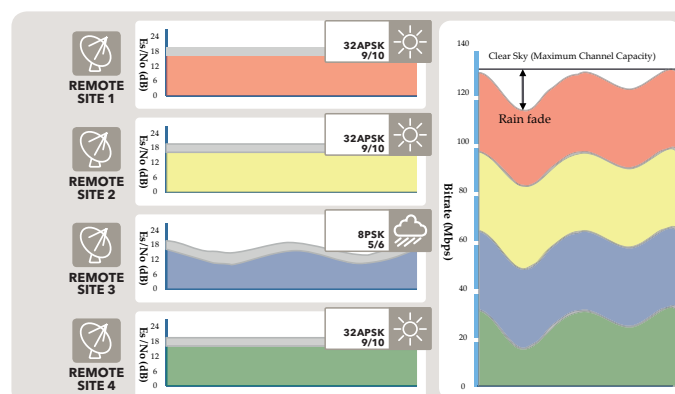 REMOTE
SITE 1
Es/No (dB)
24
18
12
6
0
32APSK
9/10
REMOTE
SITE 2
Es/No (dB)
24
18
12
6
0
32APSK
9/10
REMOTE
SITE 3
Es/No (dB)
24
18
12
6
0
8PSK
5/6
REMOTE
SITE 4
Es/No (dB)
24
18
12
6
0
32APSK
9/10
Bitrate (Mbps)
140
120
100
80
60
40
20
0
Clear Sky (Maximum Channel Capacity)
Rain fade